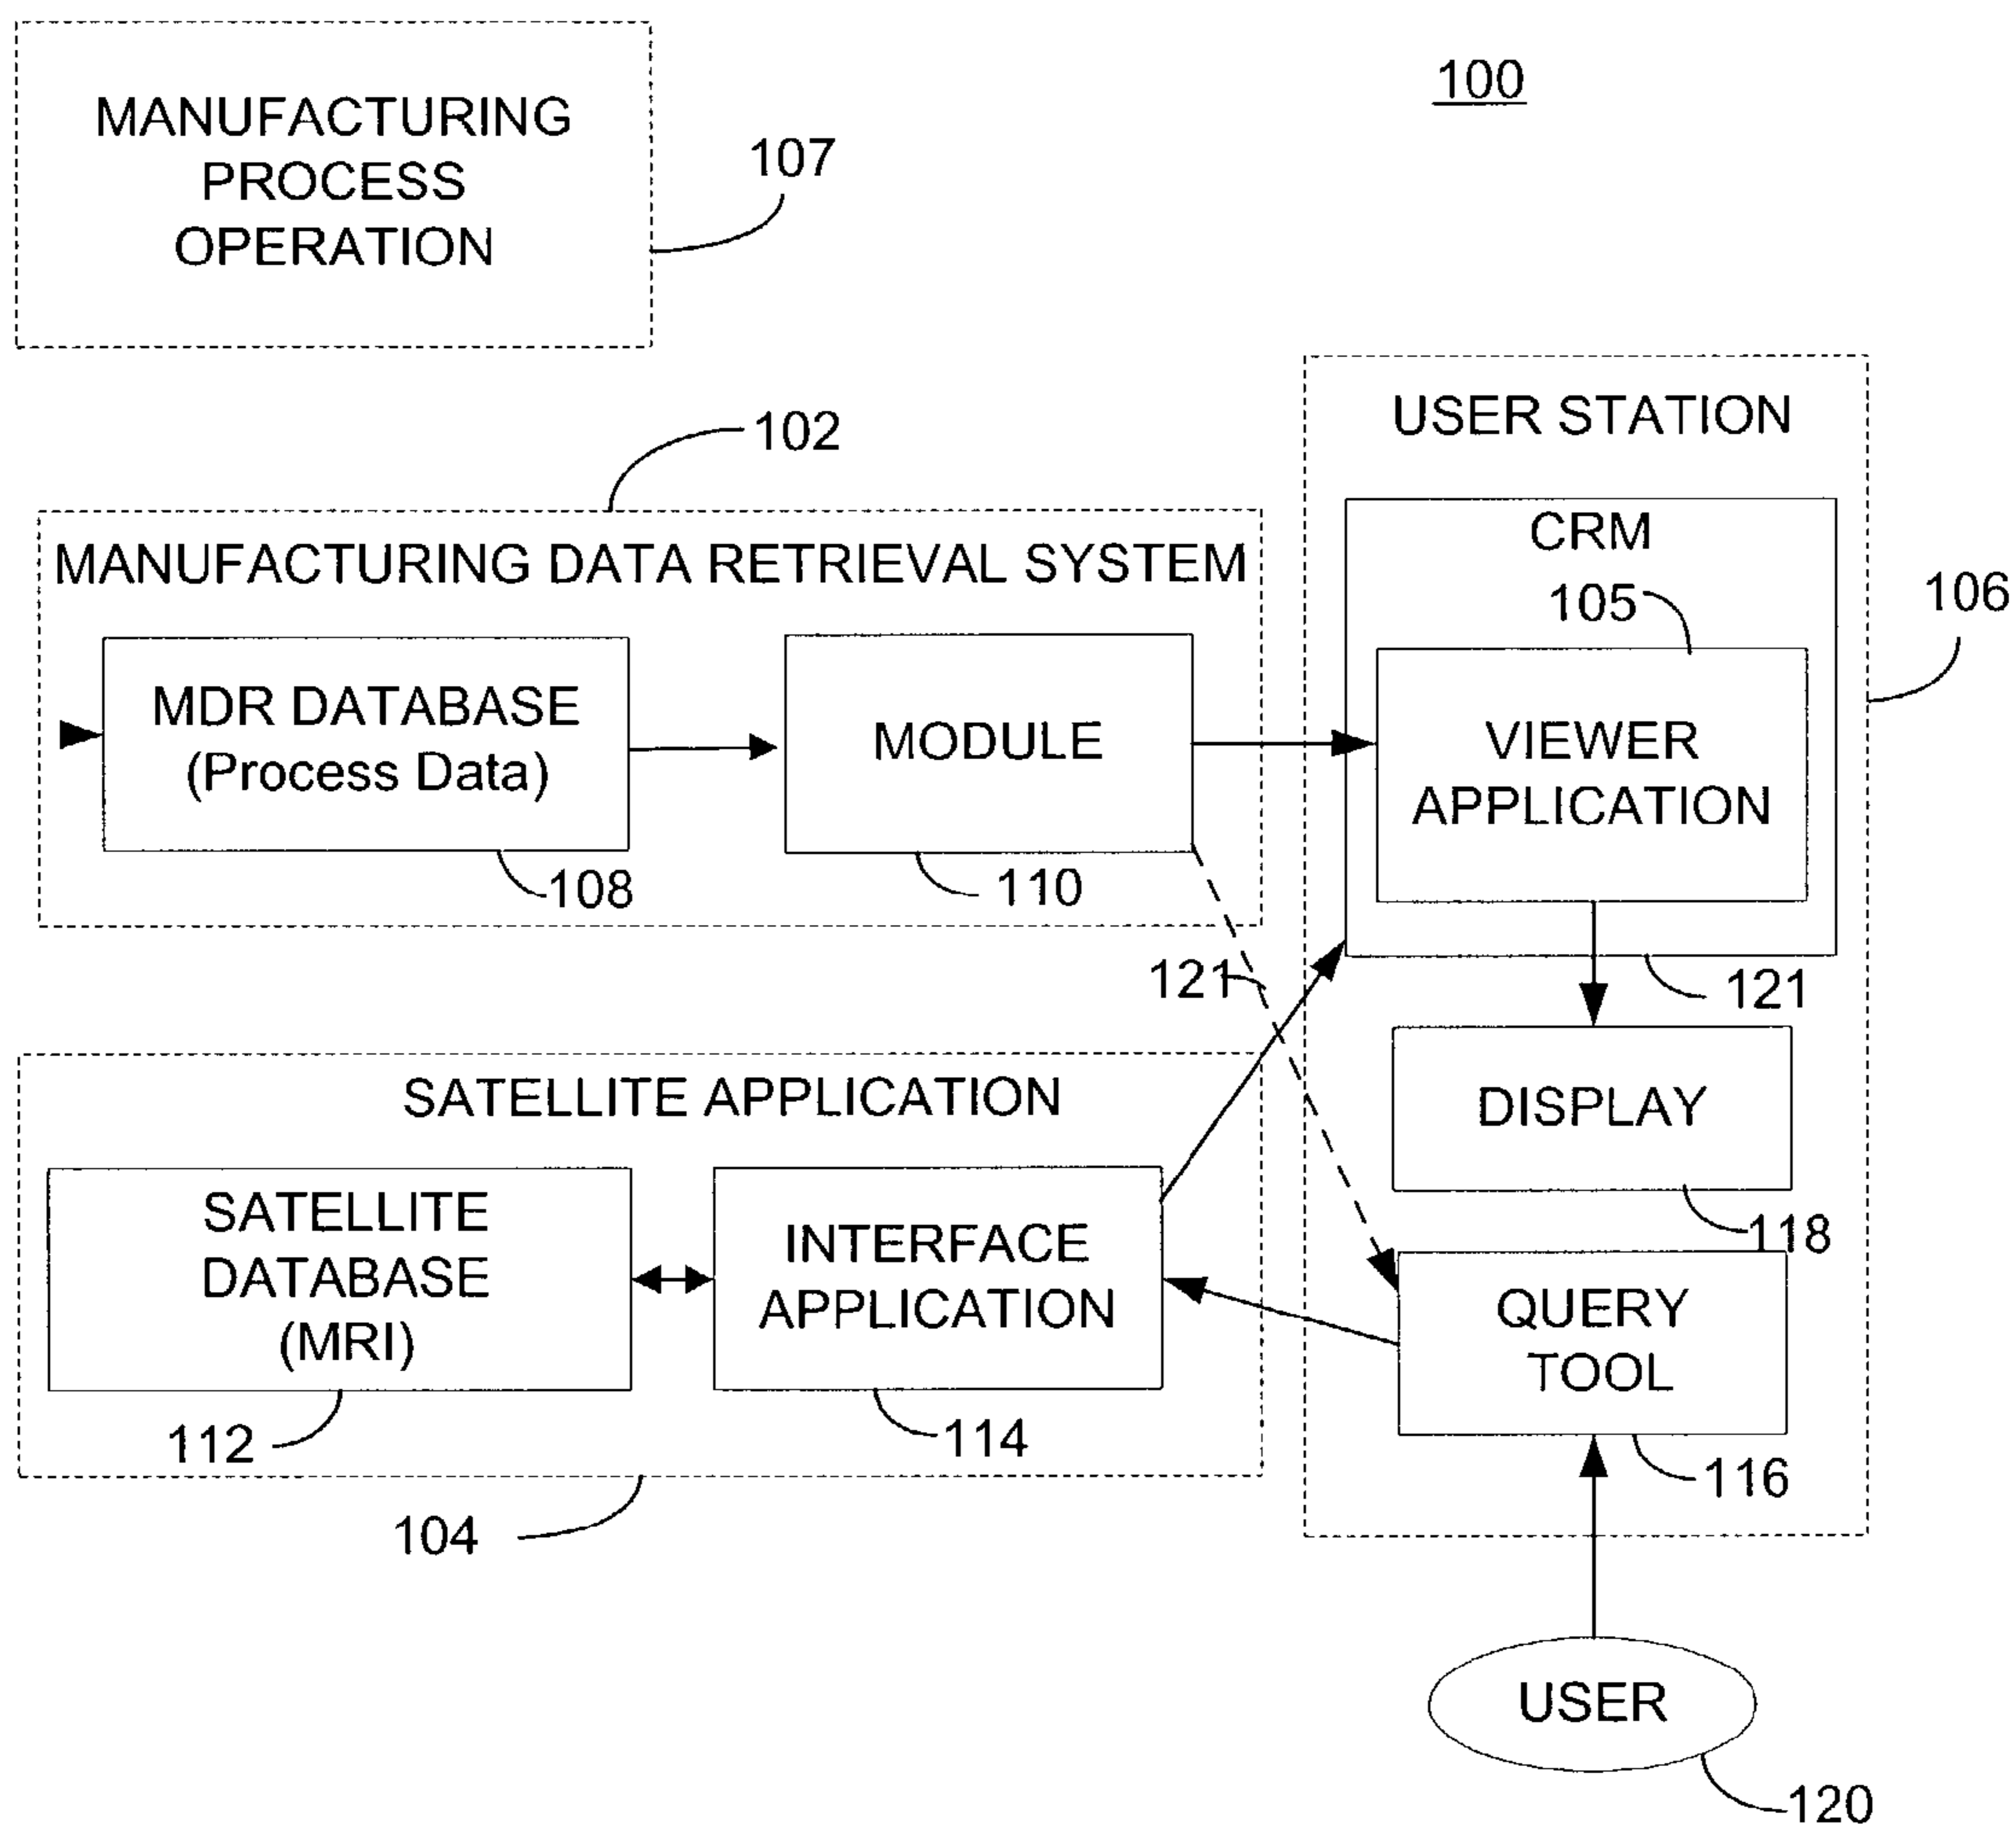 MANUFACTURING
PROCESS
OPERATION
107
100
102
MANUFACTURING DATA RETRIEVAL SYSTEM
MDR DATABASE
(Process Data)
108
MODULE
110
USER STATION
CRM
105
106
VIEWER
APPLICATION
121
121
DISPLAY
118
SATELLITE APPLICATION
SATELLITE
DATABASE
(MRI)
112
INTERFACE
APPLICATION
114
104
QUERY
TOOL
116
USER
120